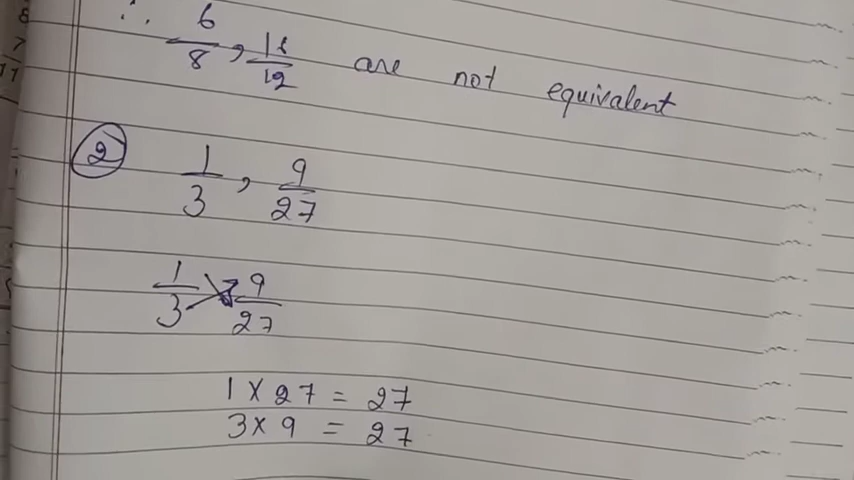 ∴ 6/8 , 18/12 are not equivalent
② 1/3 , 9/27
1/3 9/27
1 × 27 = 27
3 × 9 = 27